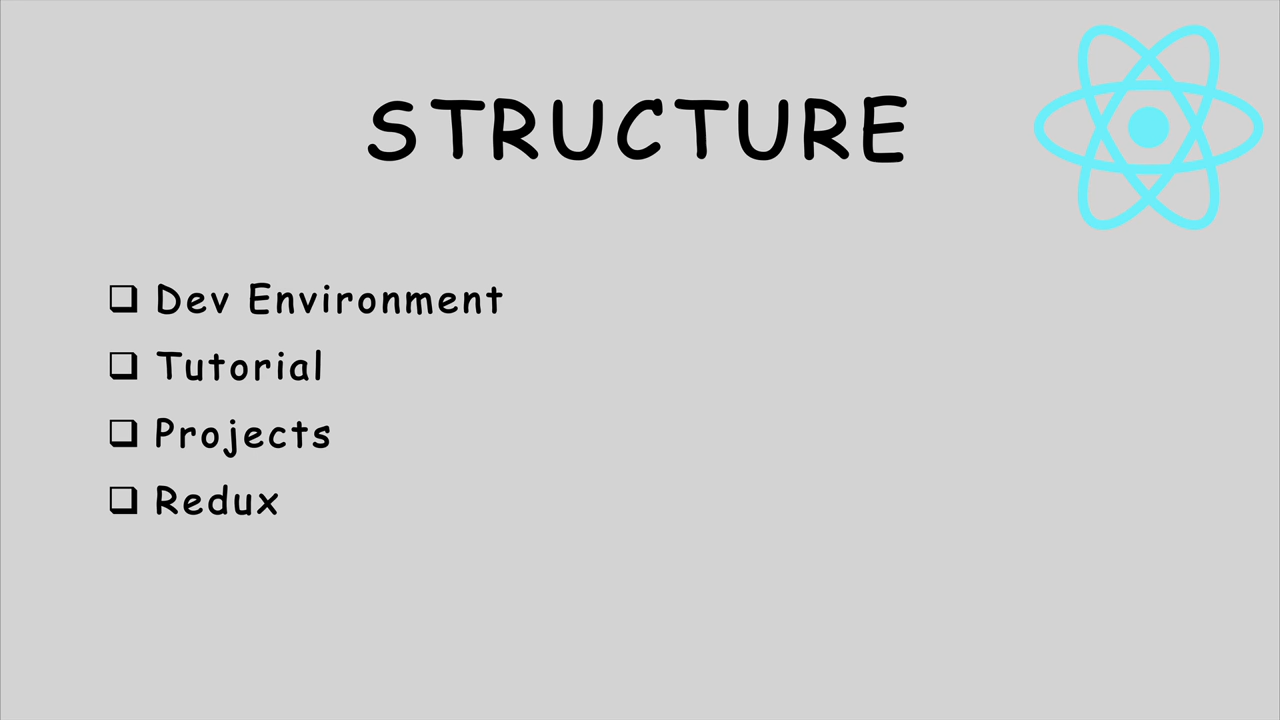 STRUCTURE
❑ Dev Environment
❑ Tutorial
❑ Projects
❑ Redux